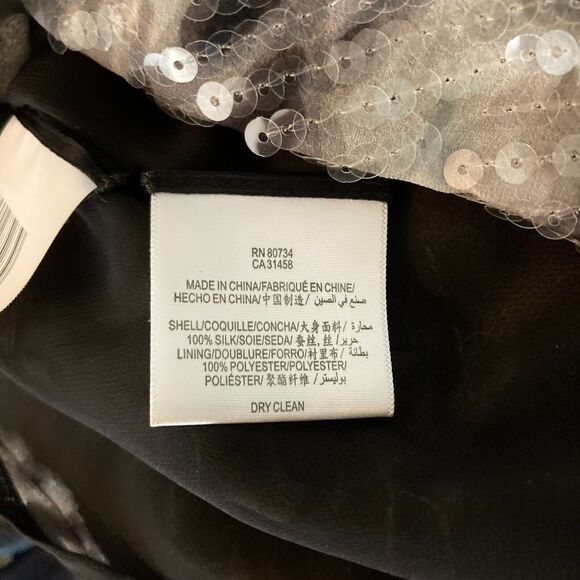 RN 80734
CA 31458
MADE IN CHINA/FABRIQUÉ EN CHINE/
HECHO EN CHINA/中国制造/ صنع في الصين
SHELL/COQUILLE/CONCHA/大身面料/ محارة
100% SILK/SOIE/SEDA/ 蚕丝, 丝/ حرير
LINING/DOUBLURE/FORRO/衬里布/ بطانة
100% POLYESTER/POLYESTER/
POLIÉSTER/ 聚酯纤维/ بوليستر
DRY CLEAN